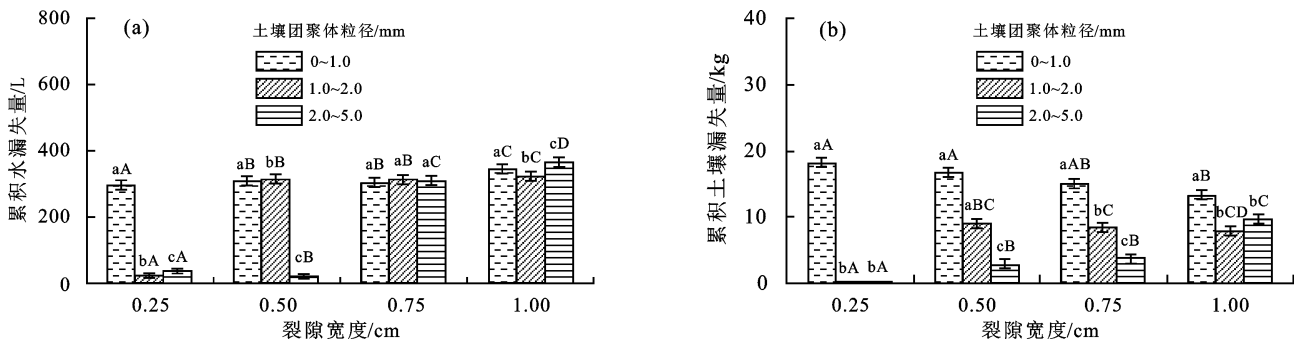 (a)
土壤团聚体粒径/mm
0~1.0
1.0~2.0
2.0~5.0
累积水漏失量/L
800
600
400
200
0
aA
bA
cA
aB
bB
cB
aB
aB
aC
aC
bC
cD
0.25
0.50
0.75
1.00
裂隙宽度/cm
(b)
土壤团聚体粒径/mm
0~1.0
1.0~2.0
2.0~5.0
累积土壤漏失量/kg
40
30
20
10
0
aA
bA
bA
aA
aBC
cB
aAB
bC
cB
aB
bCD
bC
0.25
0.50
0.75
1.00
裂隙宽度/cm